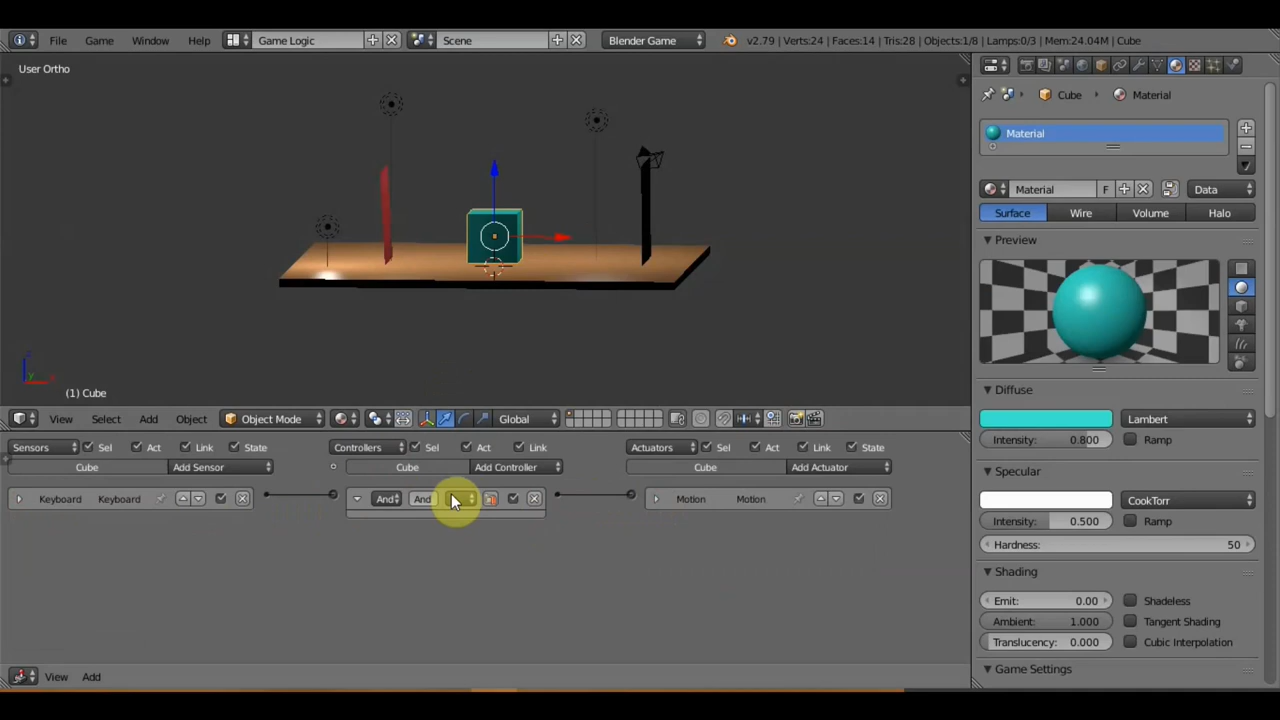 File Game Window Help Game Logic Scene Blender Game v2.79 | Verts:24 | Faces:14 | Tris:28 | Objects:1/8 | Lamps:0/3 | Mem:24.04M | Cube
User Ortho
Cube Material
Material
Material F Data
Surface Wire Volume Halo
Preview
Diffuse
Lambert
Intensity: 0.800 Ramp
Specular
CookTorr
Intensity: 0.500 Ramp
Hardness: 50
Shading
Emit: 0.00 Shadeless
Ambient: 1.000 Tangent Shading
Translucency: 0.000 Cubic Interpolation
Game Settings
z
y x
(1) Cube
View Select Add Object Object Mode Global
Sensors Sel Act Link State Controllers Sel Act Link Actuators Sel Act Link State
Cube Add Sensor Cube Add Controller Cube Add Actuator
Keyboard Keyboard And And Motion Motion
View Add